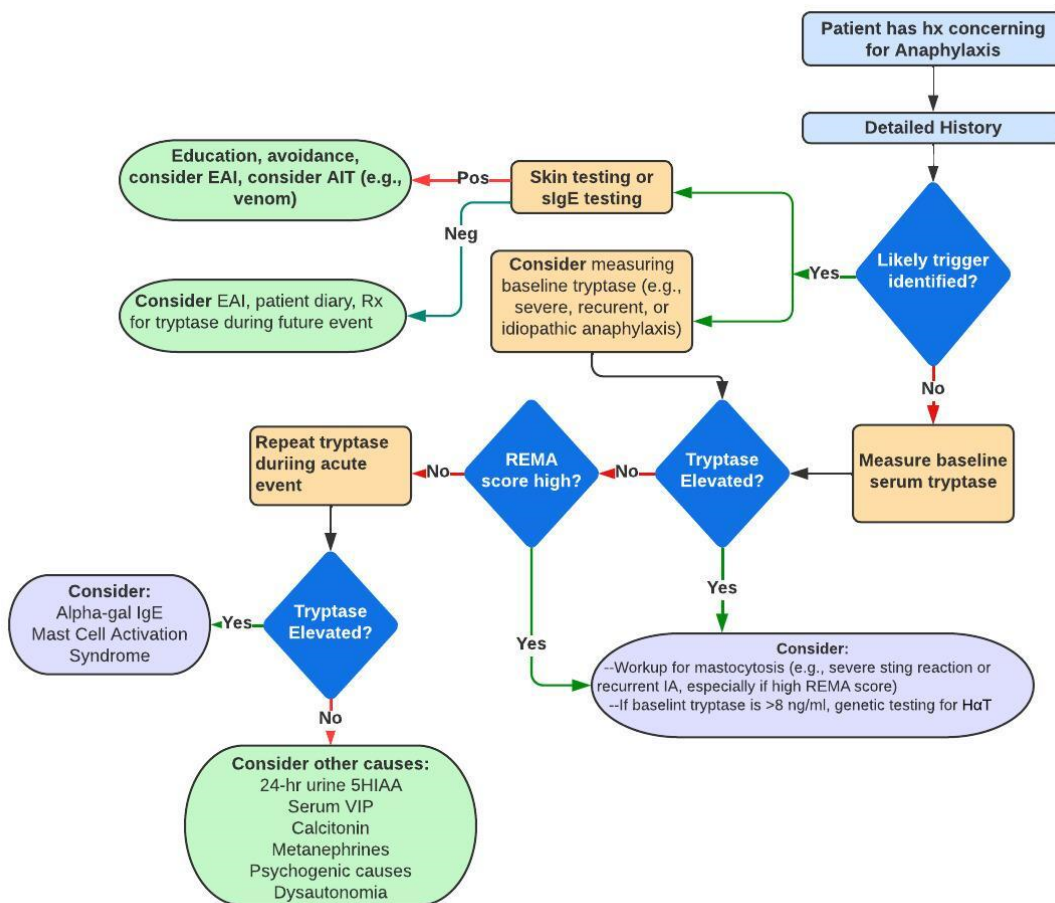 Patient has hx concerning
for Anaphylaxis
Detailed History
Likely trigger
identified?
Yes
No
Skin testing or
sIgE testing
Pos
Neg
Education, avoidance,
consider EAI, consider AIT (e.g.,
venom)
Consider EAI, patient diary, Rx
for tryptase during future event
Consider measuring
baseline tryptase (e.g.,
severe, recurent, or
idiopathic anaphylaxis)
Measure baseline
serum tryptase
Tryptase
Elevated?
No
Yes
REMA
score high?
No
Yes
Repeat tryptase
duriing acute
event
Tryptase
Elevated?
Yes
No
Consider:
Alpha-gal IgE
Mast Cell Activation
Syndrome
Consider:
--Workup for mastocytosis (e.g., severe sting reaction or
recurrent IA, especially if high REMA score)
--If baselint tryptase is >8 ng/ml, genetic testing for HαT
Consider other causes:
24-hr urine 5HIAA
Serum VIP
Calcitonin
Metanephrines
Psychogenic causes
Dysautonomia